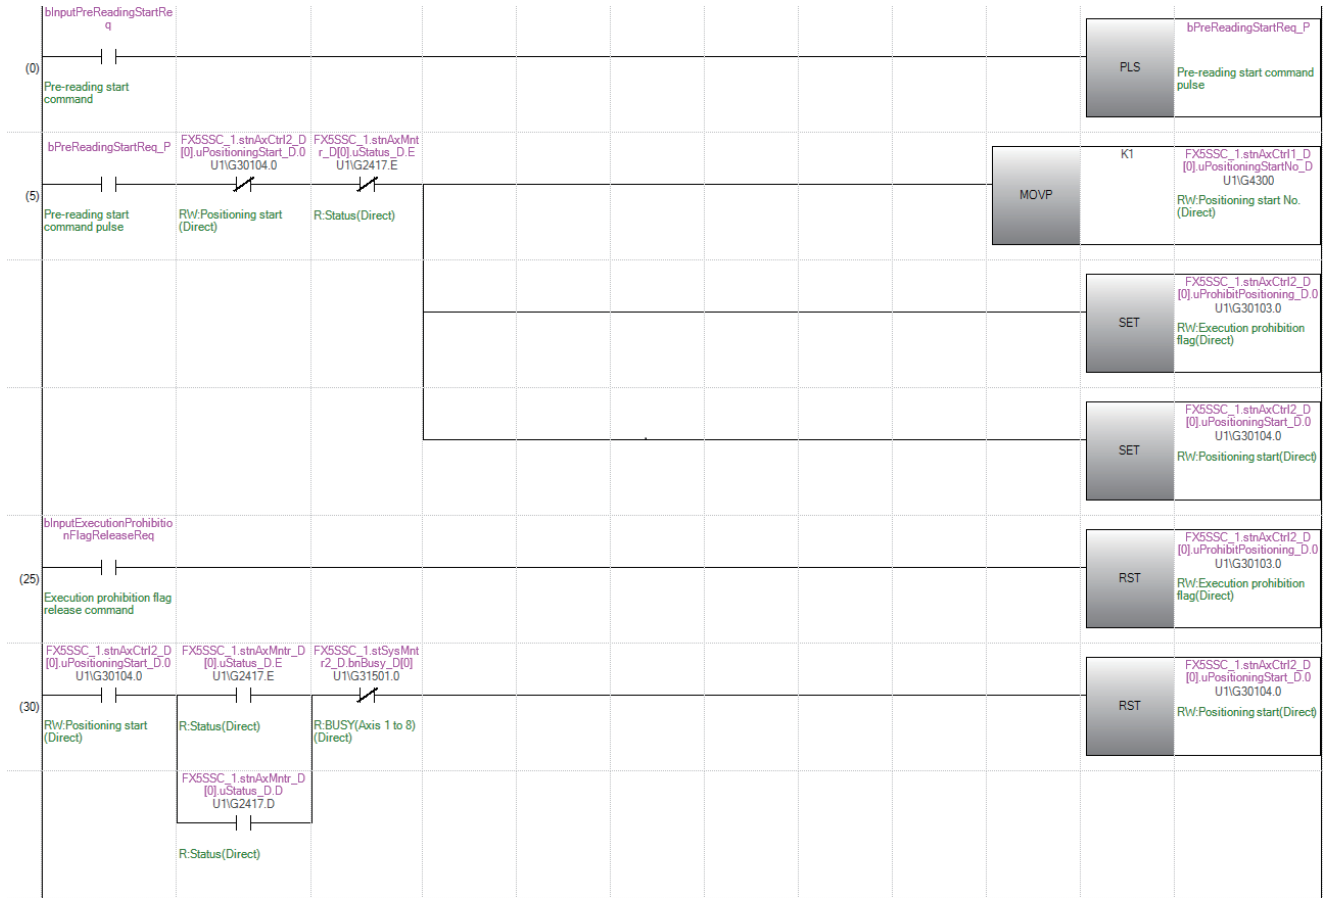 bInputPreReadingStartRe
q
bPreReadingStartReq_P
(0)
PLS
Pre-reading start
command
Pre-reading start command
pulse
bPreReadingStartReq_P
FX5SSC_1.stnAxCtrl2_D
[0].uPositioningStart_D.0
U1\G30104.0
FX5SSC_1.stnAxMnt
r_D[0].uStatus_D.E
U1\G2417.E
K1
FX5SSC_1.stnAxCtrl1_D
[0].uPositioningStartNo_D
U1\G4300
(5)
MOVP
Pre-reading start
command pulse
RW:Positioning start
(Direct)
R:Status(Direct)
RW:Positioning start No.
(Direct)
FX5SSC_1.stnAxCtrl2_D
[0].uProhibitPositioning_D.0
U1\G30103.0
SET
RW:Execution prohibition
flag(Direct)
FX5SSC_1.stnAxCtrl2_D
[0].uPositioningStart_D.0
U1\G30104.0
SET
RW:Positioning start(Direct)
bInputExecutionProhibitio
nFlagReleaseReq
FX5SSC_1.stnAxCtrl2_D
[0].uProhibitPositioning_D.0
U1\G30103.0
(25)
RST
Execution prohibition flag
release command
RW:Execution prohibition
flag(Direct)
FX5SSC_1.stnAxCtrl2_D
[0].uPositioningStart_D.0
U1\G30104.0
FX5SSC_1.stnAxMntr_D
[0].uStatus_D.E
U1\G2417.E
FX5SSC_1.stSysMnt
r2_D.bnBusy_D[0]
U1\G31501.0
FX5SSC_1.stnAxCtrl2_D
[0].uPositioningStart_D.0
U1\G30104.0
(30)
RST
RW:Positioning start
(Direct)
R:Status(Direct)
R:BUSY(Axis 1 to 8)
(Direct)
RW:Positioning start(Direct)
FX5SSC_1.stnAxMntr_D
[0].uStatus_D.D
U1\G2417.D
R:Status(Direct)